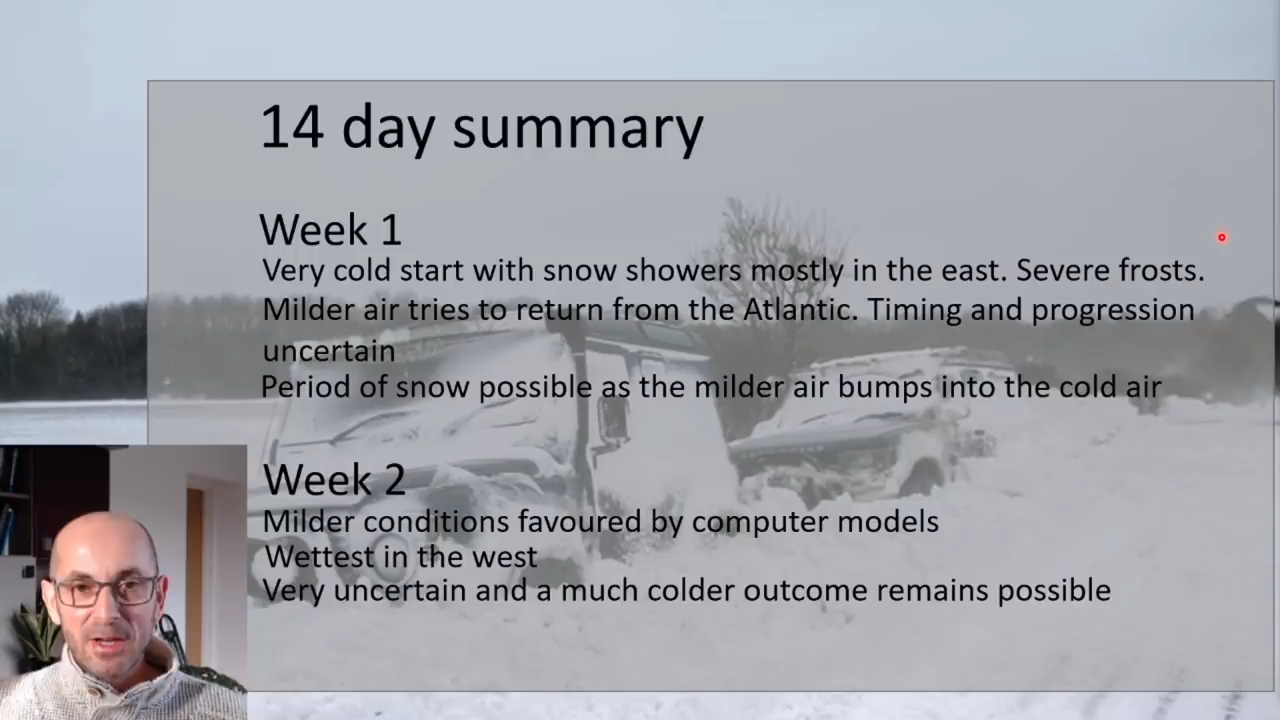 14 day summary
Week 1
Very cold start with snow showers mostly in the east. Severe frosts.
Milder air tries to return from the Atlantic. Timing and progression
uncertain
Period of snow possible as the milder air bumps into the cold air
Week 2
Milder conditions favoured by computer models
Wettest in the west
Very uncertain and a much colder outcome remains possible